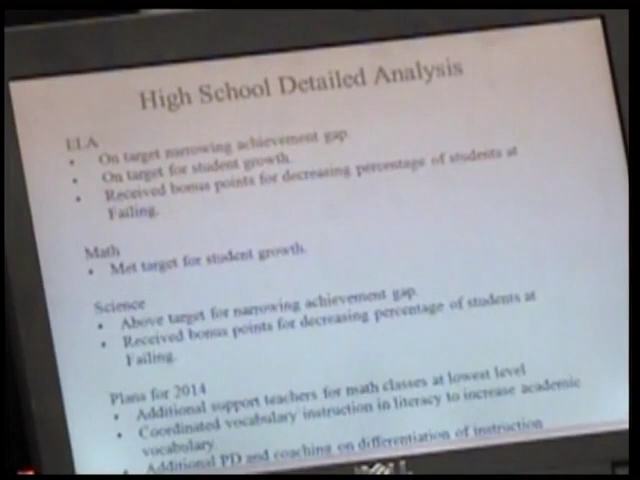 High School Detailed Analysis
ELA
• On target narrowing achievement gap.
• On target for student growth.
• Received bonus points for decreasing percentage of students at
Failing.
Math
• Met target for student growth.
Science
• Above target for narrowing achievement gap.
• Received bonus points for decreasing percentage of students at
Failing.
Plans for 2014
• Additional support teachers for math classes at lowest level
• Coordinated vocabulary instruction in literacy to increase academic
vocabulary
• Additional PD and coaching on differentiation of instruction